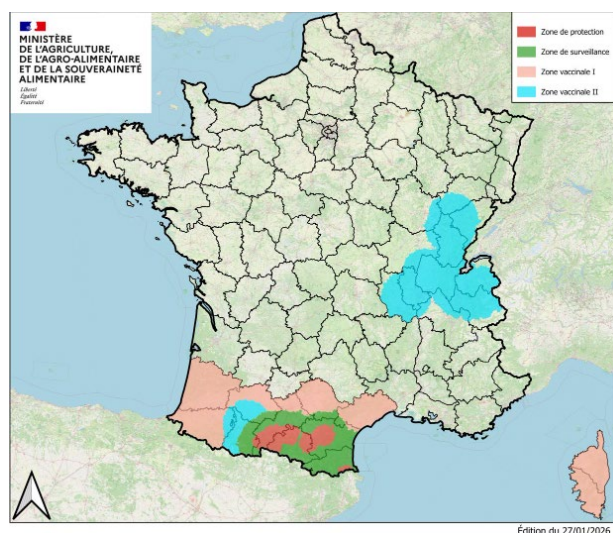 MINISTÈRE
DE L'AGRICULTURE,
DE L'AGRO-ALIMENTAIRE
ET DE LA SOUVERAINETÉ
ALIMENTAIRE
Liberté
Égalité
Fraternité
Zone de protection
Zone de surveillance
Zone vaccinale I
Zone vaccinale II
Édition du 27/01/2026